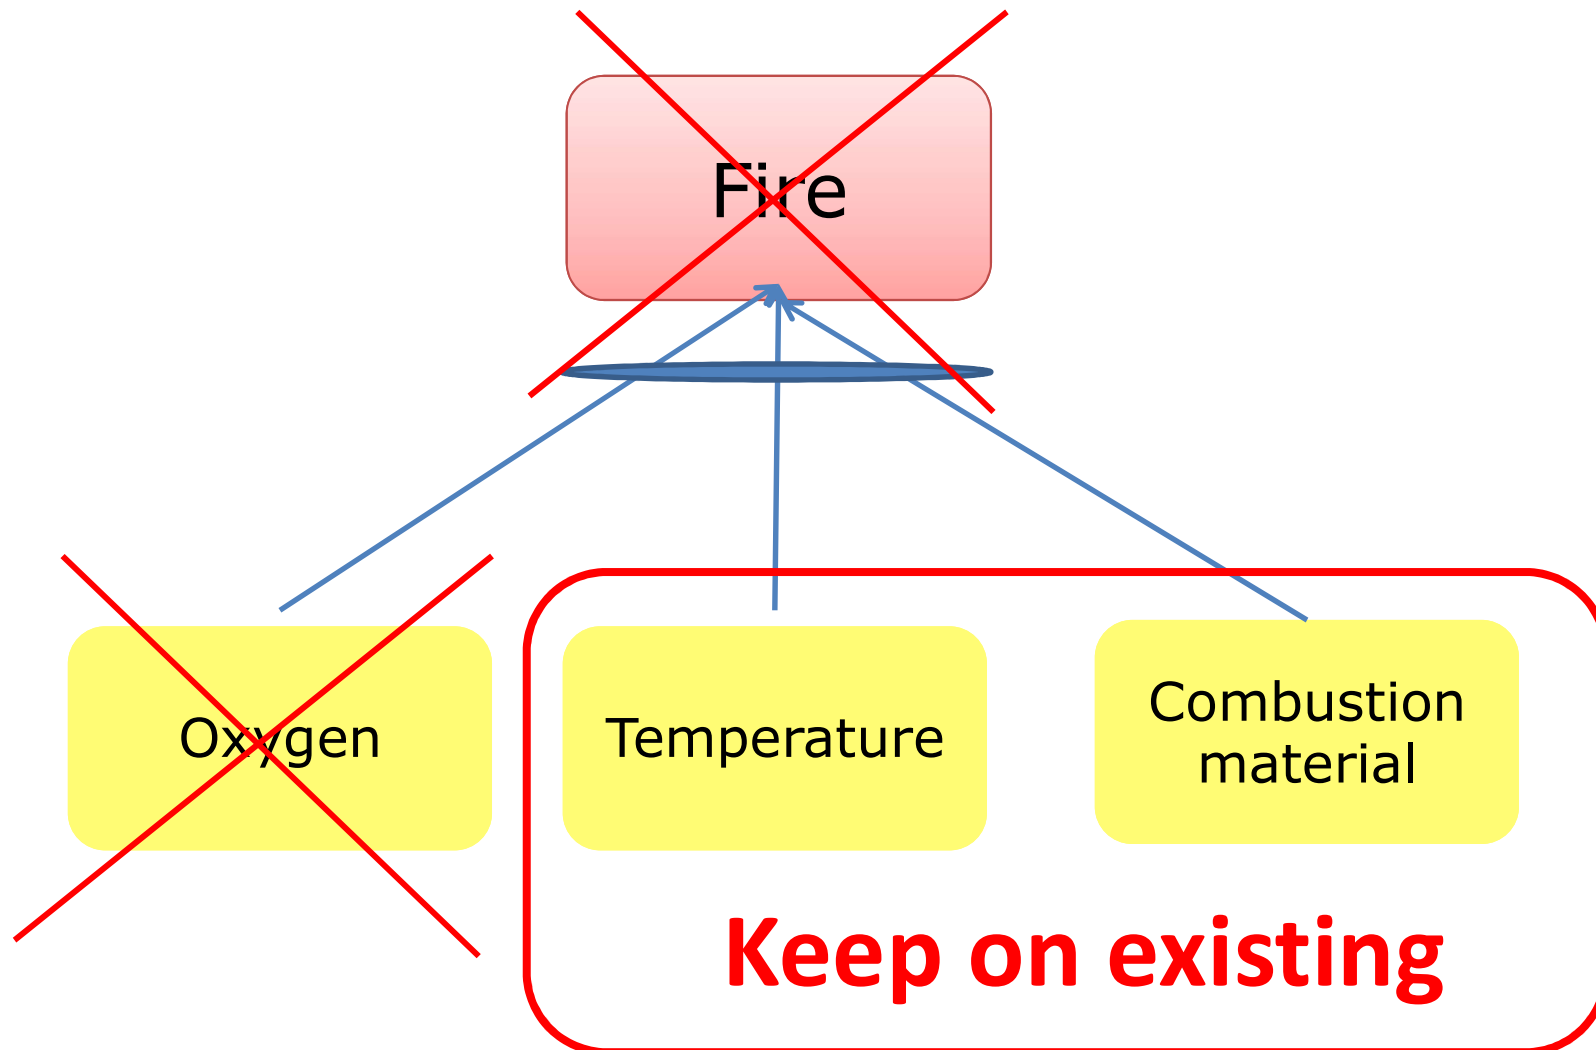 Fire
Oxygen
Temperature
Combustion
material
Keep on existing